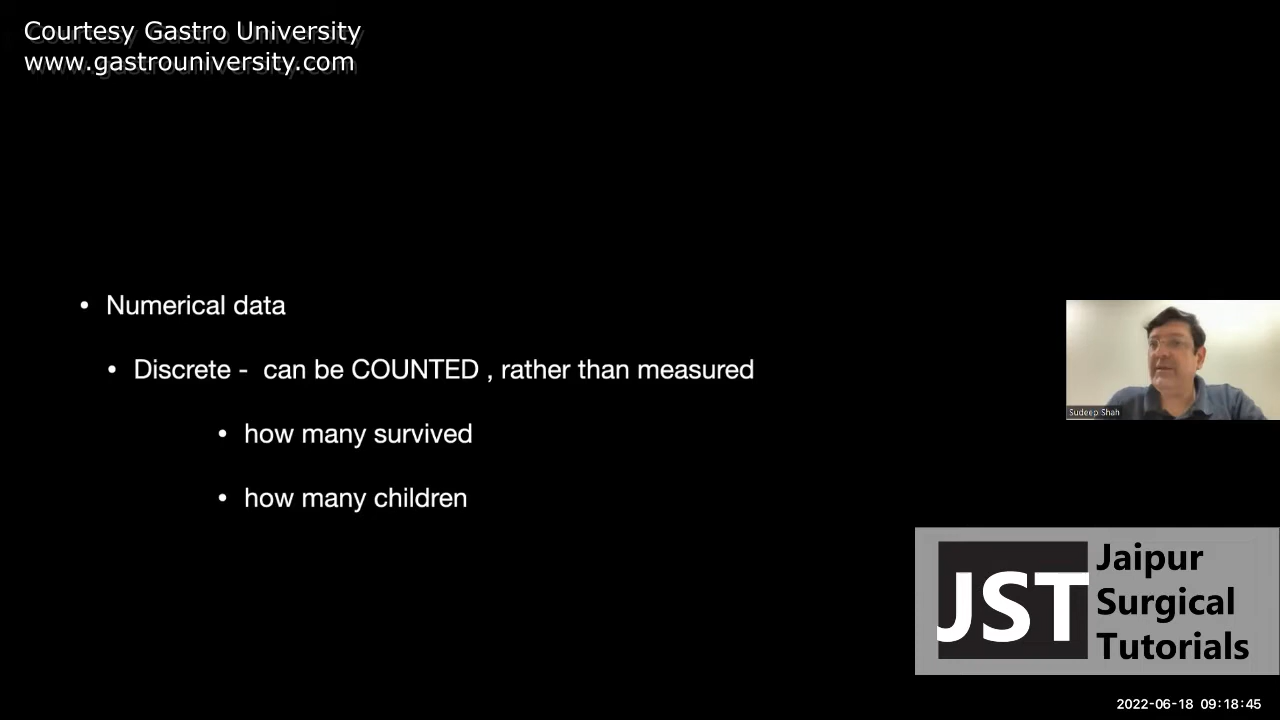 Courtesy Gastro University
www.gastrouniversity.com
• Numerical data
• Discrete - can be COUNTED , rather than measured
• how many survived
• how many children
Sudeep Shah
JST
Jaipur
Surgical
Tutorials
2022-06-18 09:18:45